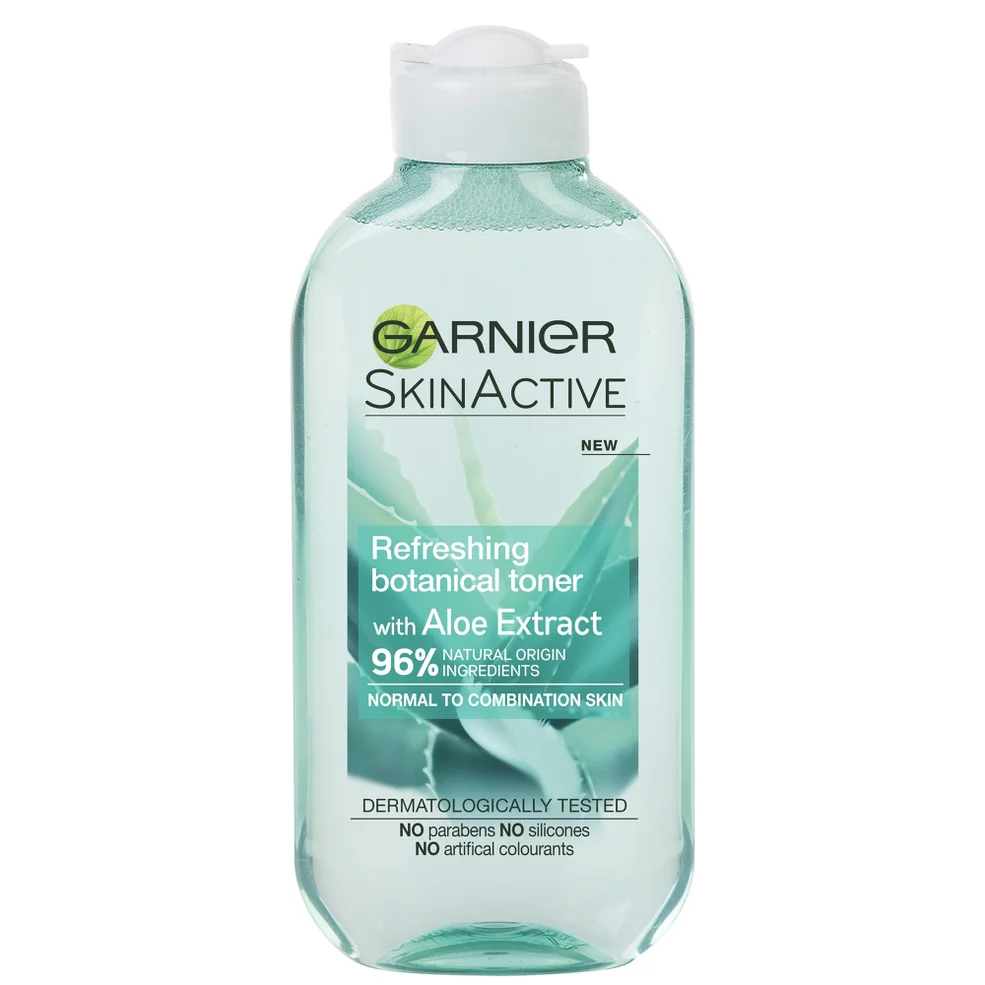 GARNIER
SKINACTIVE
NEW
Refreshing
botanical toner
with Aloe Extract
96% NATURAL ORIGIN
INGREDIENTS
NORMAL TO COMBINATION SKIN
DERMATOLOGICALLY TESTED
NO parabens NO silicones
NO artifical colourants